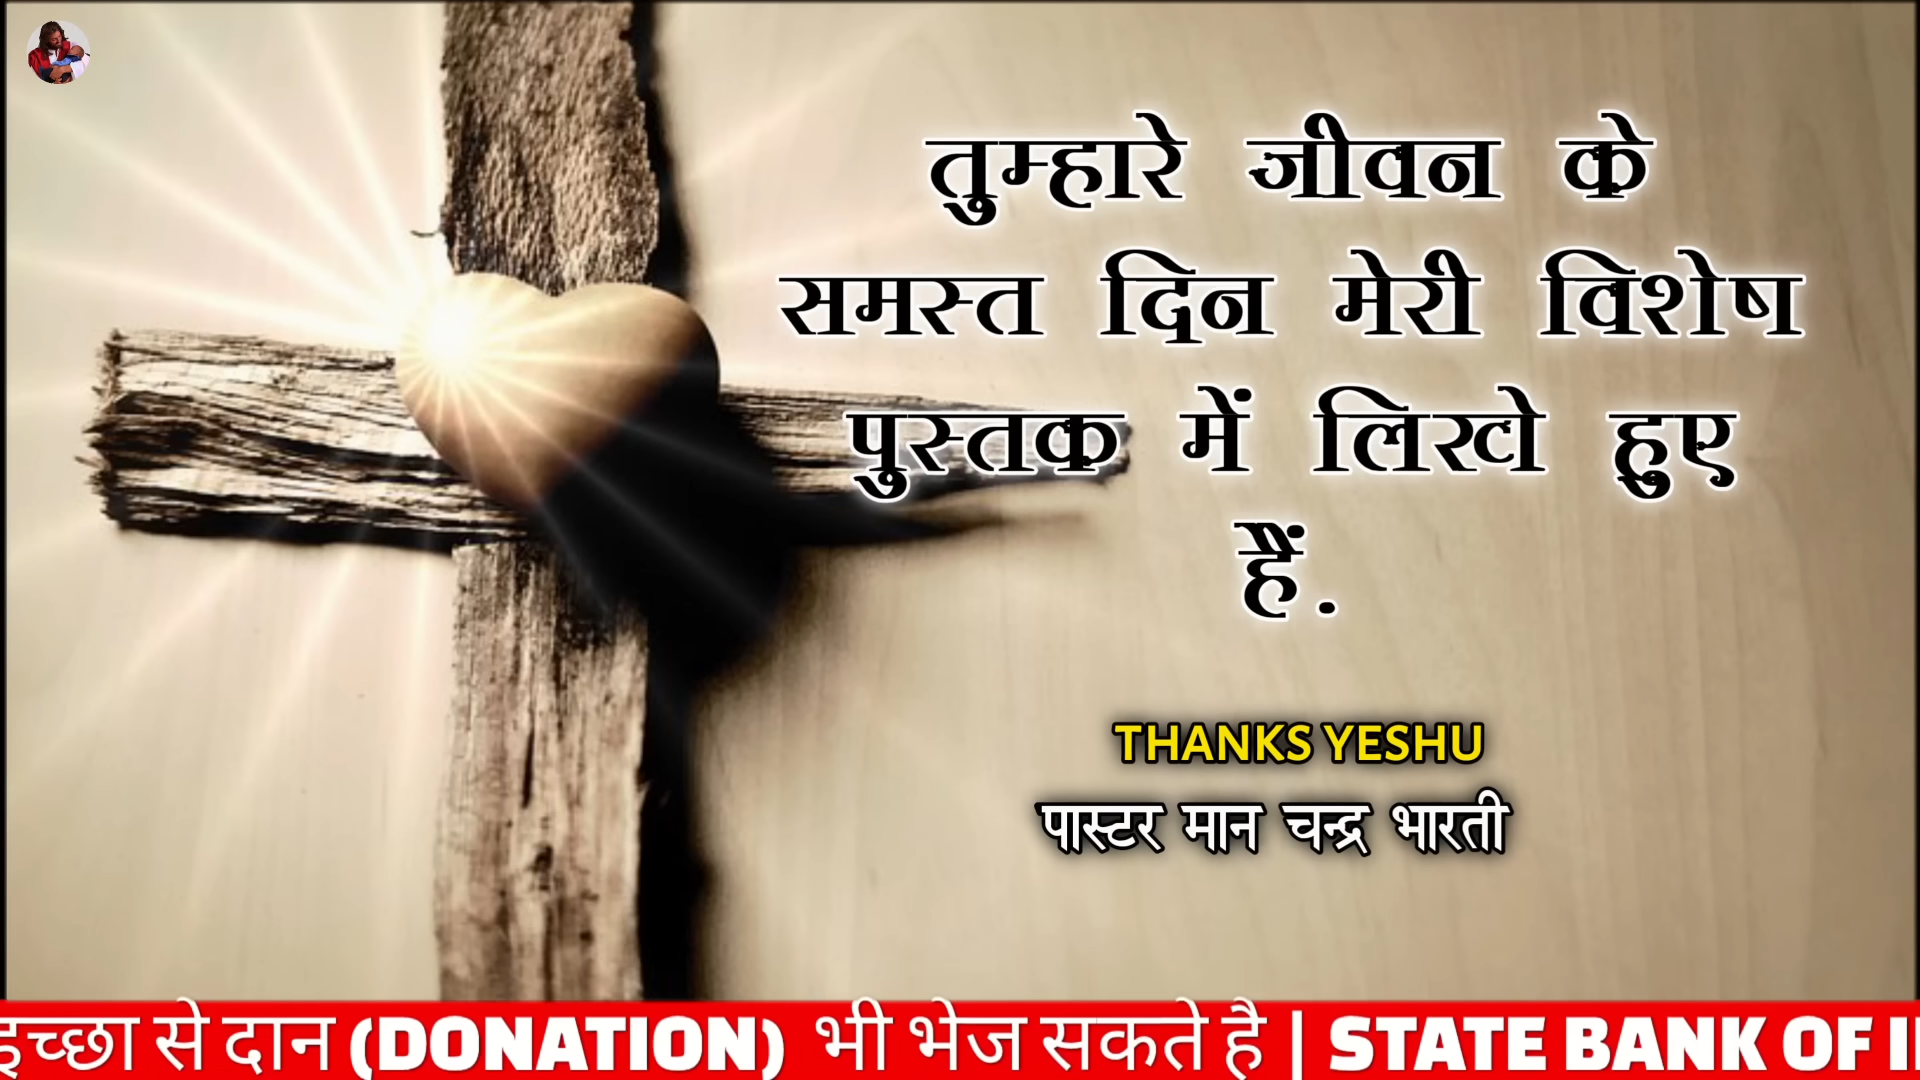 तुम्हारे जीवन के
समस्त दिन मेरी विशेष
पुस्तक में लिखे हुए
हैं.
THANKS YESHU
पास्टर मान चन्द्र भारती
इच्छा से दान (DONATION) भी भेज सकते है | STATE BANK OF